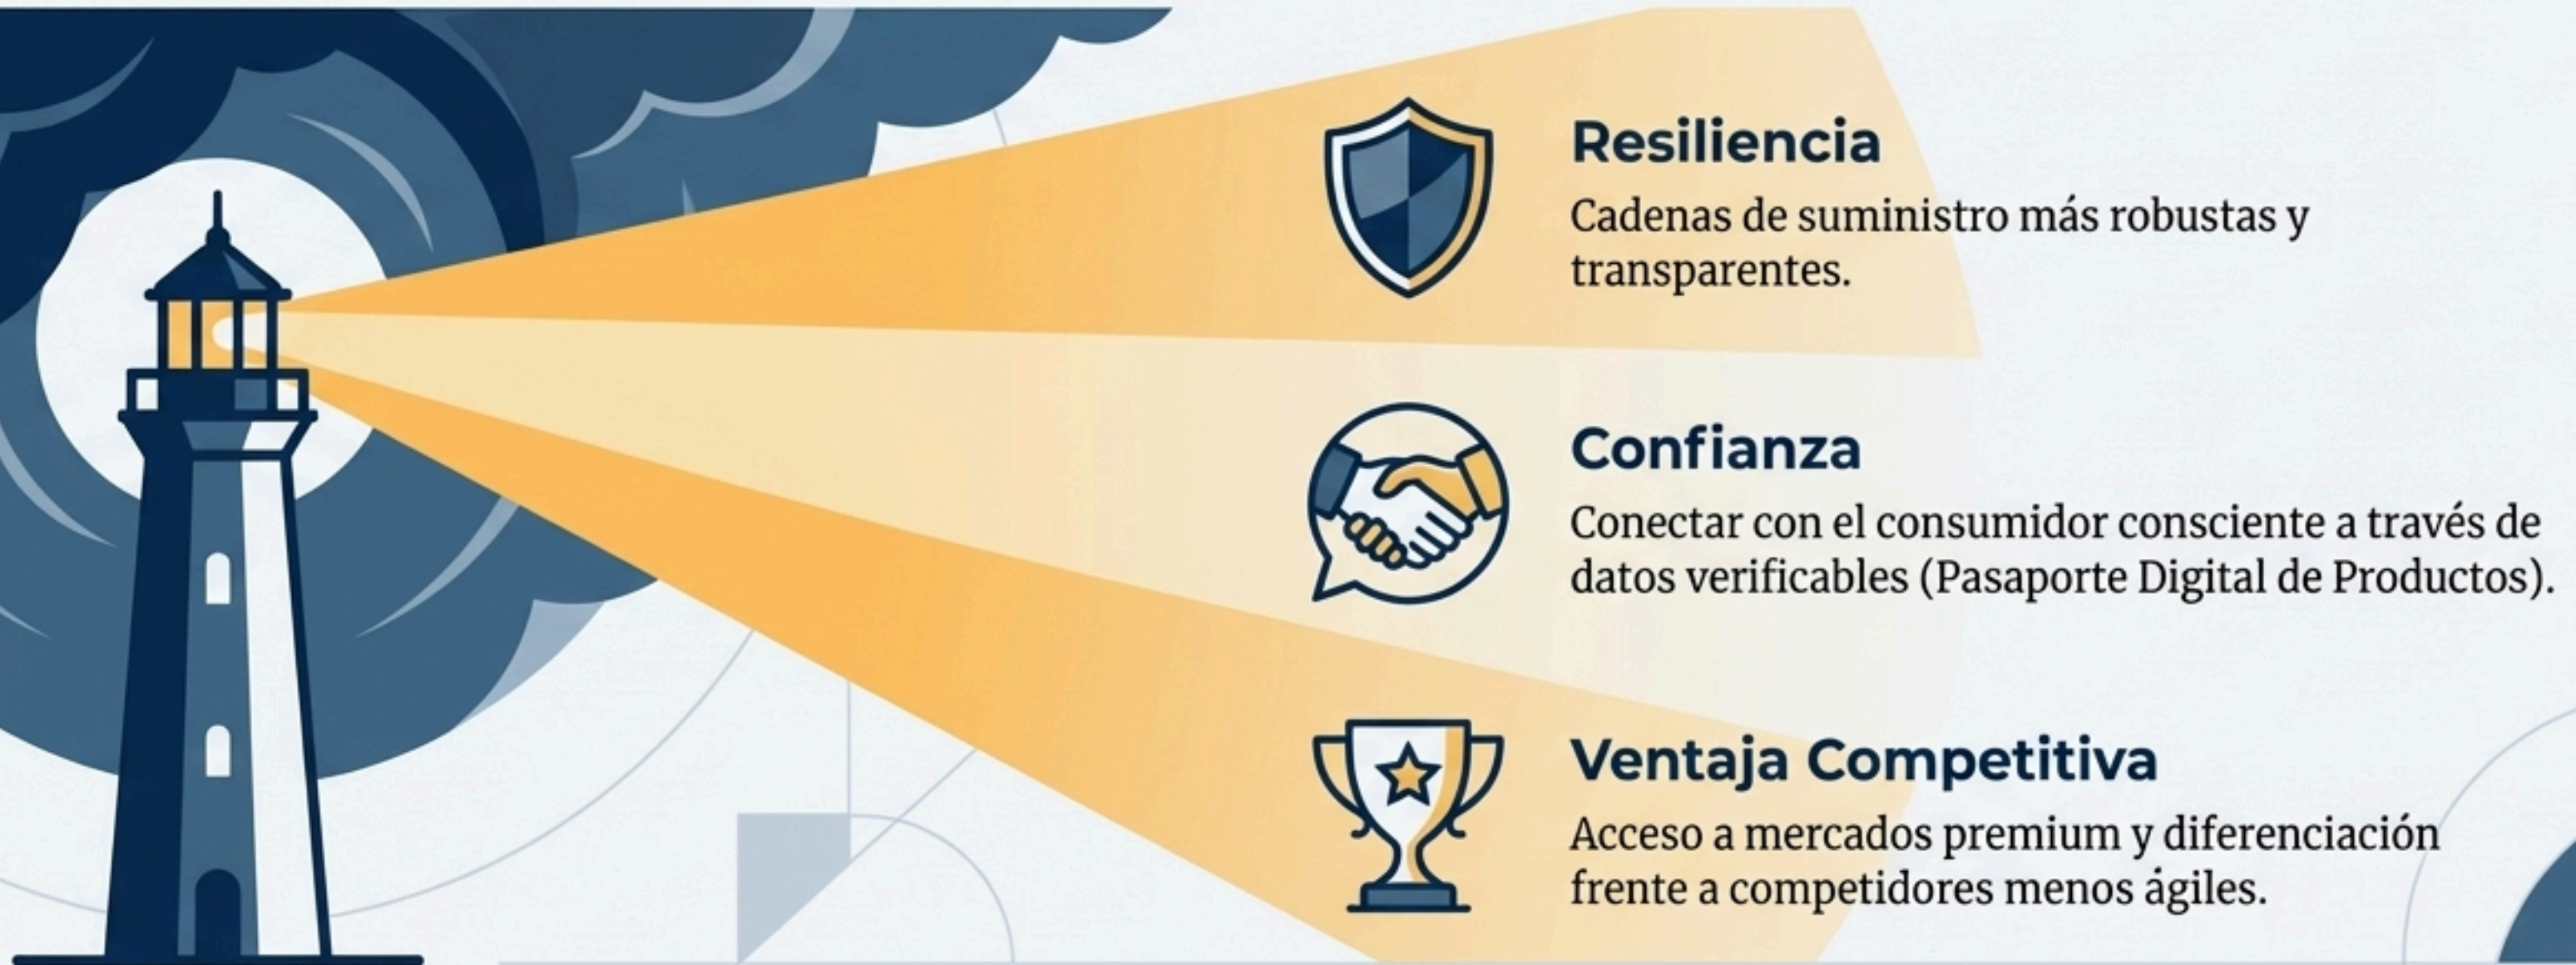 Resiliencia
Cadenas de suministro más robustas y
transparentes.
Confianza
Conectar con el consumidor consciente a través de
datos verificables (Pasaporte Digital de Productos).
Ventaja Competitiva
Acceso a mercados premium y diferenciación
frente a competidores menos ágiles.